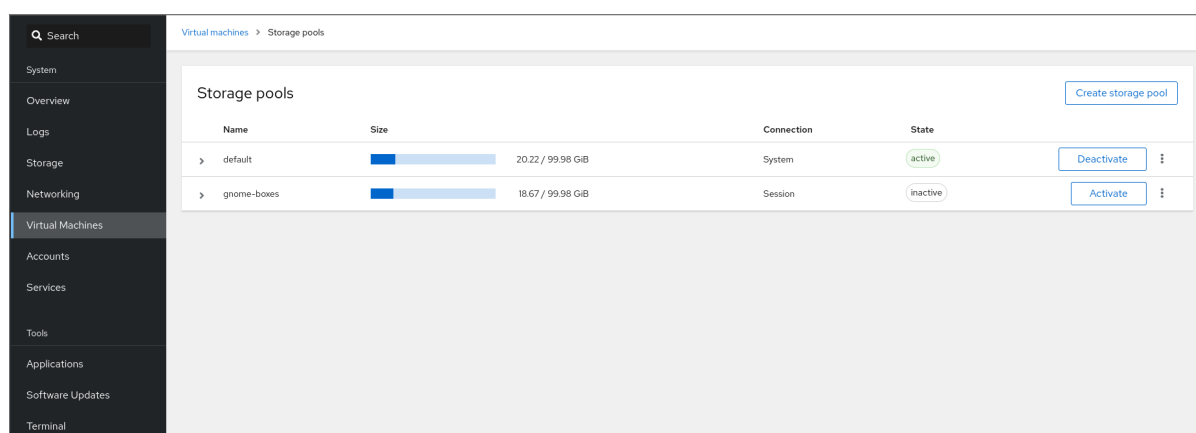 Search
System
Overview
Logs
Storage
Networking
Virtual Machines
Accounts
Services
Tools
Applications
Software Updates
Terminal
Virtual machines > Storage pools
Storage pools
Create storage pool
Name Size Connection State
default 20.22 / 99.98 GiB System active Deactivate
gnome-boxes 18.67 / 99.98 GiB Session inactive Activate